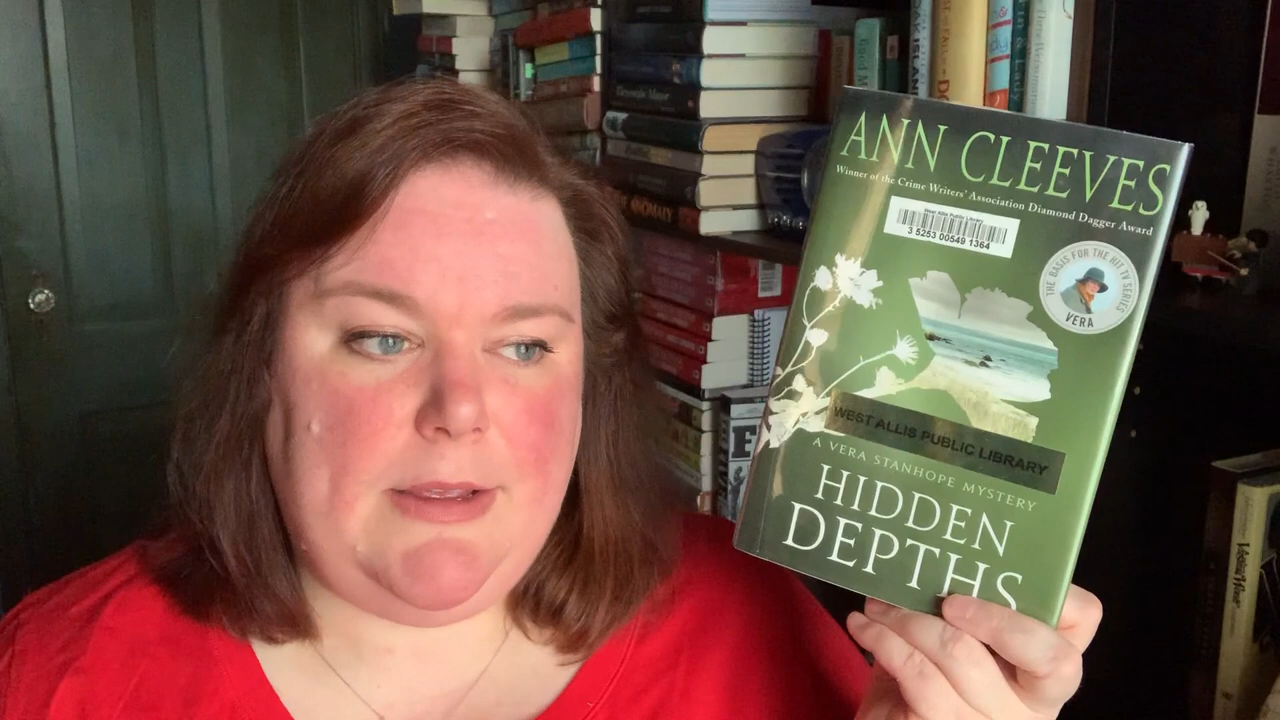 ANN CLEEVES
Winner of the Crime Writers' Association Diamond Dagger Award
West Allis Public Library
3 5253 00549 1364
THE BASIS FOR THE HIT TV SERIES
VERA
WEST ALLIS PUBLIC LIBRARY
A VERA STANHOPE MYSTERY
HIDDEN
DEPTHS
ANOMALY